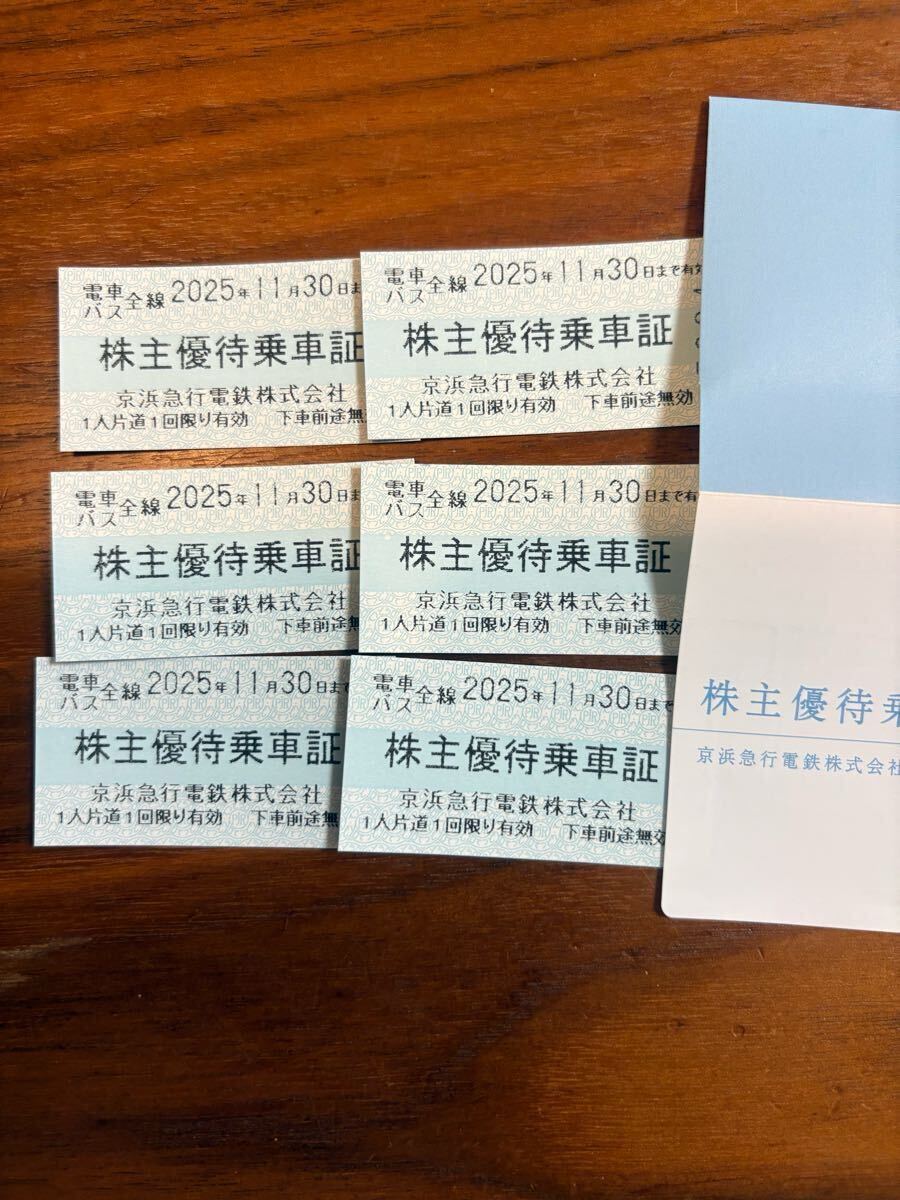 電車
バス全線2025年11月30日ま
株主優待乗車証
京浜急行電鉄株式会社
1人片道1回限り有効 下車前途無
電車
バス全線2025年11月30日まで有効
株主優待乗車証
京浜急行電鉄株式会社
1人片道1回限り有効 下車前途無効
電車
バス全線2025年11月30日ま
株主優待乗車証
京浜急行電鉄株式会社
1人片道1回限り有効 下車前途無
電車
バス全線2025年11月30日まで有
株主優待乗車証
京浜急行電鉄株式会社
1人片道1回限り有効 下車前途無効
電車
バス全線2025年11月30日まで
株主優待乗車証
京浜急行電鉄株式会社
1人片道1回限り有効 下車前途無
電車
バス全線2025年11月30日まで
株主優待乗車証
京浜急行電鉄株式会社
1人片道1回限り有効 下車前途無効
株主優待乗
京浜急行電鉄株式会社